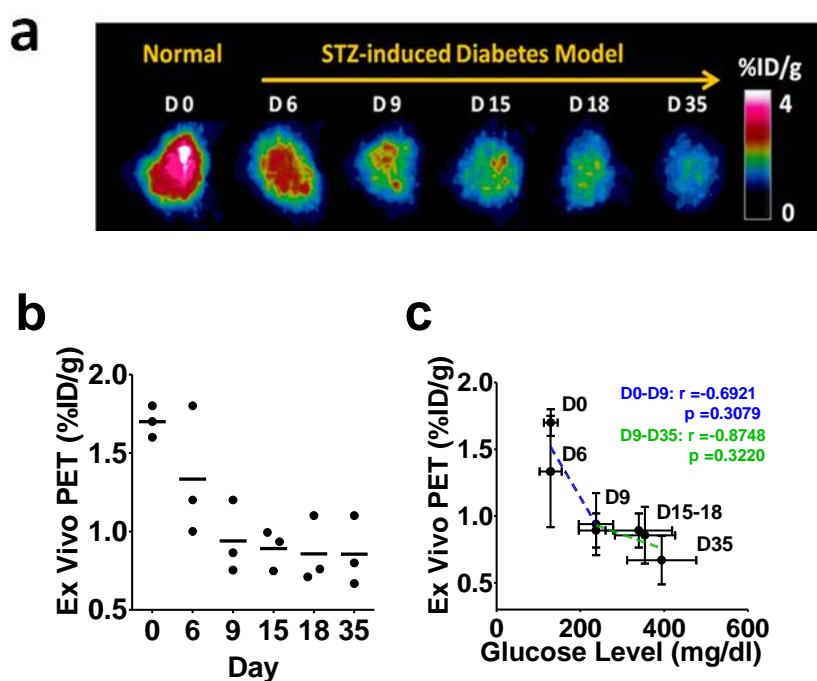 a
Normal
STZ-induced Diabetes Model
D 0
D 6
D 9
D 15
D 18
D 35
%ID/g
4
0
b
Ex Vivo PET (%ID/g)
2.0
1.5
1.0
0.5
0
6
9
15
18
35
Day
c
Ex Vivo PET (%ID/g)
2.0
1.5
1.0
0.5
D0-D9: r =-0.6921
p =0.3079
D9-D35: r=-0.8748
p =0.3220
D0
D6
D9
D15-18
D35
0
200
400
600
Glucose Level (mg/dl)